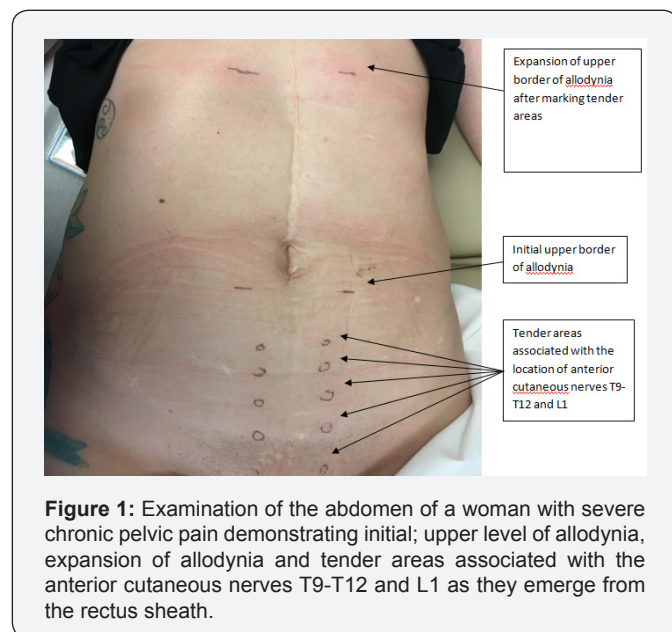 Expansion of upper
border of allodynia
after marking tender
areas
Initial upper border
of allodynia
Tender areas
associated with the
location of anterior
cutaneous nerves T9-
T12 and L1
Figure 1: Examination of the abdomen of a woman with severe
chronic pelvic pain demonstrating initial; upper level of allodynia,
expansion of allodynia and tender areas associated with the
anterior cutaneous nerves T9-T12 and L1 as they emerge from
the rectus sheath.